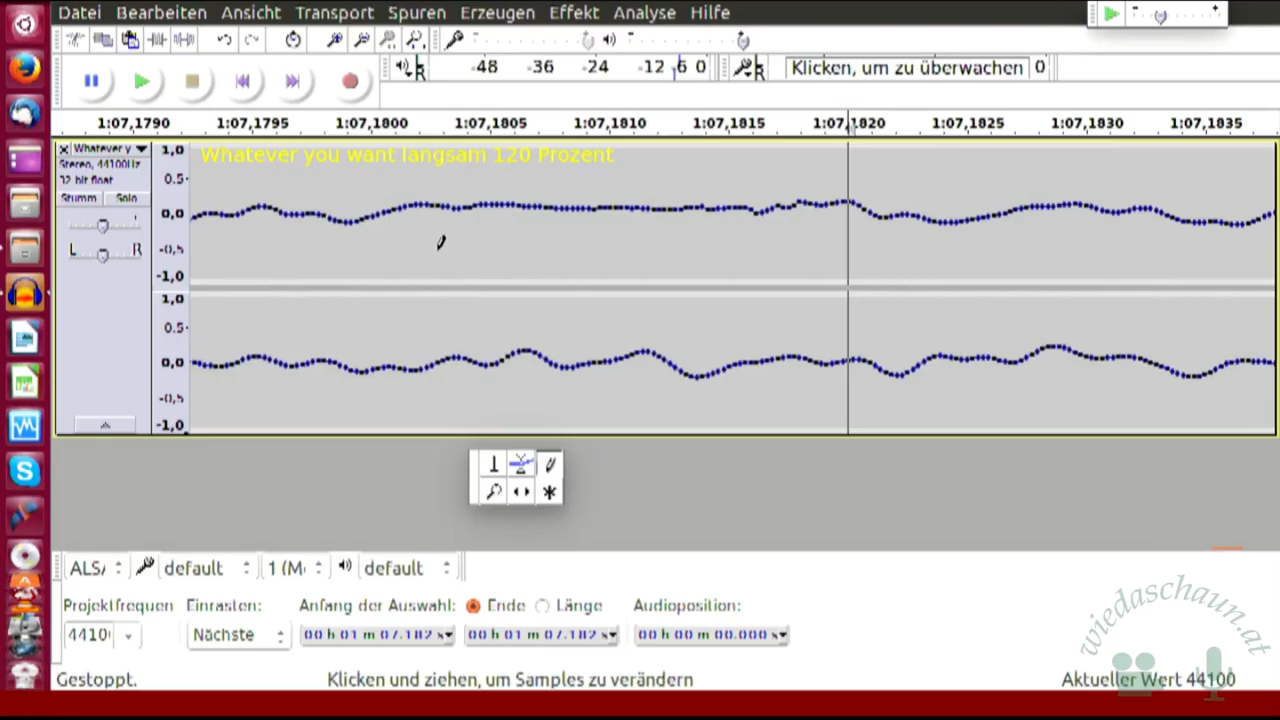 Datei Bearbeiten Ansicht Transport Spuren Erzeugen Effekt Analyse Hilfe
-48 -36 -24 -12 -6 0 Klicken, um zu überwachen 0
1:07,1790 1:07,1795 1:07,1800 1:07,1805 1:07,1810 1:07,1815 1:07,1820 1:07,1825 1:07,1830 1:07,1835
Whatever y
Whatever you want langsam 120 Prozent
Stereo, 44100Hz
32 bit float
Stumm Solo
L R
1,0
0.5
0,0
-0,5
-1,0
1,0
0.5
0,0
-0,5
-1,0
ALSA default 1 (Mo default
Projektfrequen Einrasten: Anfang der Auswahl: Ende Länge Audioposition:
4410 Nächste 00 h 01 m 07.182 s 00 h 01 m 07.182 s 00 h 00 m 00.000 s
Gestoppt. Klicken und ziehen, um Samples zu verändern Aktueller Wert 44100
wiedaschaun.at